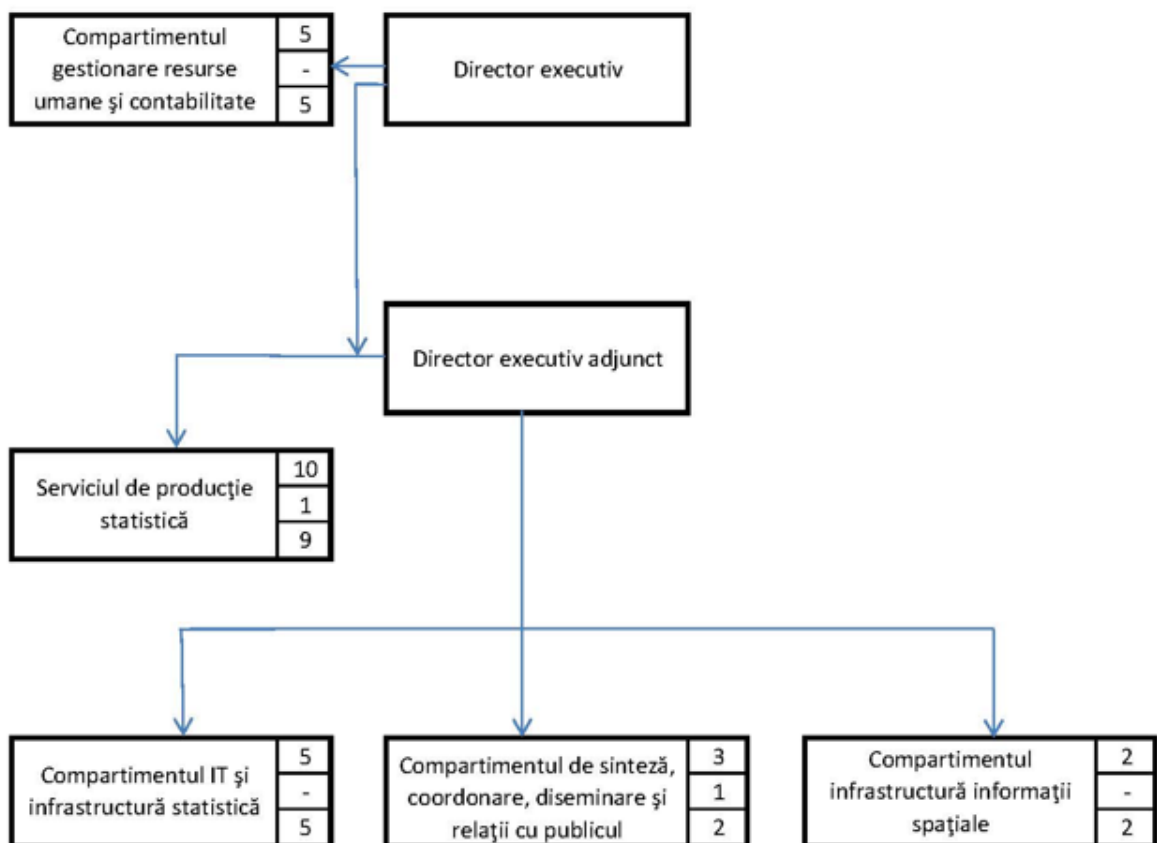 Compartimentul
gestionare resurse
umane şi contabilitate
5
-
5
Director executiv
Director executiv adjunct
Serviciul de producţie
statistică
10
1
9
Compartimentul IT şi
infrastructură statistică
5
-
5
Compartimentul de sinteză,
coordonare, diseminare şi
relaţii cu publicul
3
1
2
Compartimentul
infrastructură informaţii
spaţiale
2
-
2